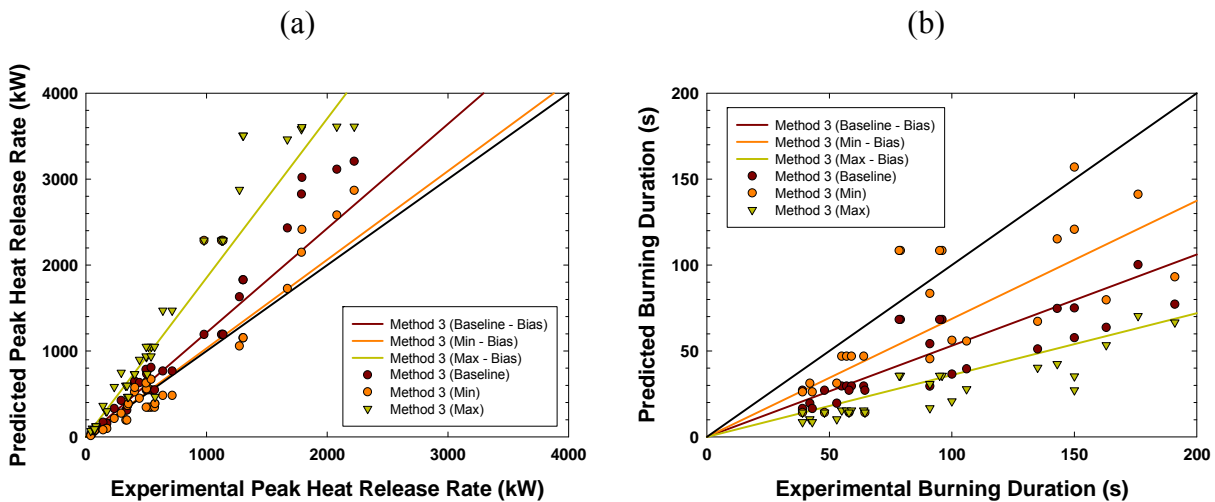 (a)
(b)
Predicted Peak Heat Release Rate (kW)
4000
3000
2000
1000
0
0
1000
2000
3000
4000
Experimental Peak Heat Release Rate (kW)
Method 3 (Baseline - Bias)
Method 3 (Min - Bias)
Method 3 (Max - Bias)
Method 3 (Baseline)
Method 3 (Min)
Method 3 (Max)
Predicted Burning Duration (s)
200
150
100
50
0
0
50
100
150
200
Experimental Burning Duration (s)
Method 3 (Baseline - Bias)
Method 3 (Min - Bias)
Method 3 (Max - Bias)
Method 3 (Baseline)
Method 3 (Min)
Method 3 (Max)